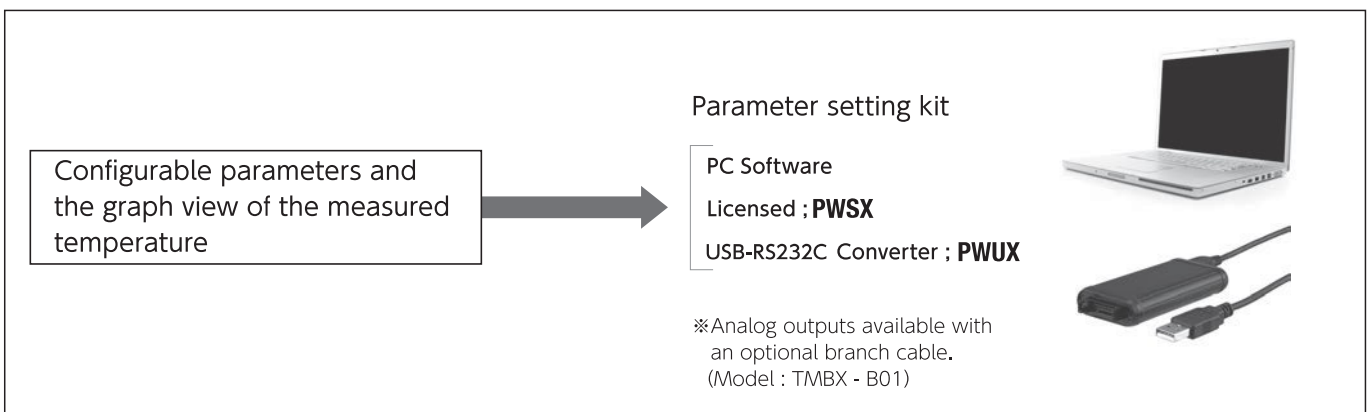 Configurable parameters and
the graph view of the measured
temperature
Parameter setting kit
PC Software
Licensed ; PWSX
USB-RS232C Converter ; PWUX
※Analog outputs available with
an optional branch cable.
(Model : TMBX - B01)